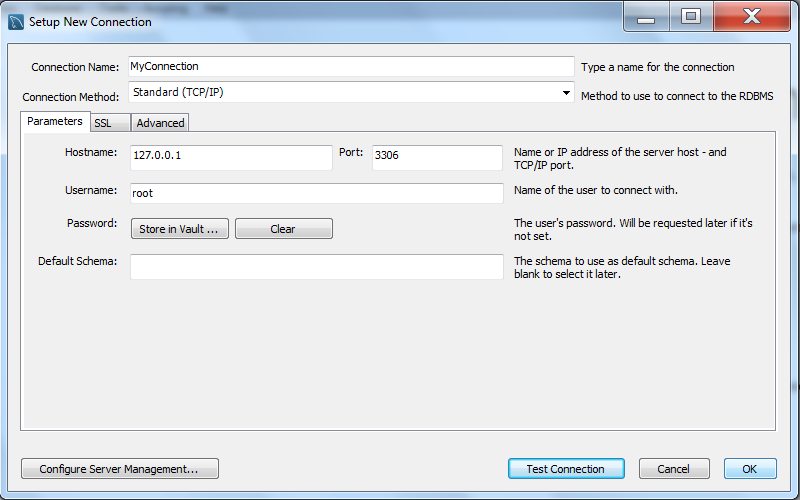 Setup New Connection
Connection Name: MyConnection Type a name for the connection
Connection Method: Standard (TCP/IP) Method to use to connect to the RDBMS
Parameters SSL Advanced
Hostname: 127.0.0.1 Port: 3306 Name or IP address of the server host - and
TCP/IP port.
Username: root Name of the user to connect with.
Password: Store in Vault ... Clear The user's password. Will be requested later if it's
not set.
Default Schema: The schema to use as default schema. Leave
blank to select it later.
Configure Server Management... Test Connection Cancel OK